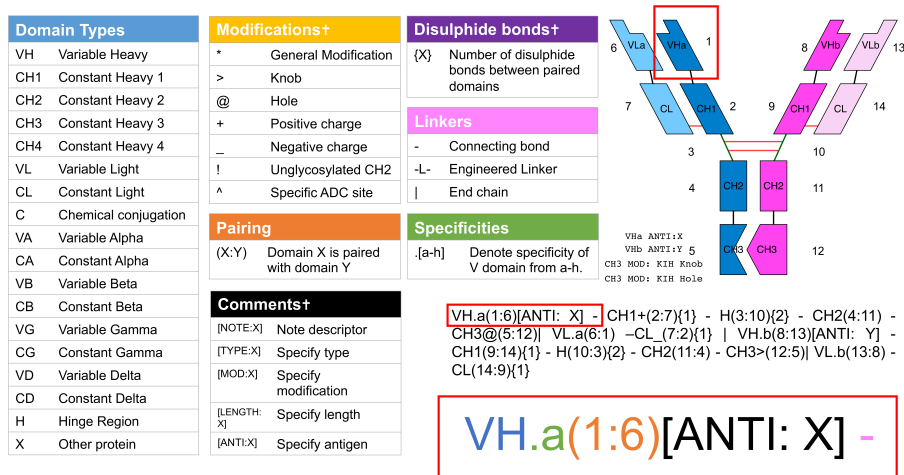 Domain Types
VH Variable Heavy
CH1 Constant Heavy 1
CH2 Constant Heavy 2
CH3 Constant Heavy 3
CH4 Constant Heavy 4
VL Variable Light
CL Constant Light
C Chemical conjugation
VA Variable Alpha
CA Constant Alpha
VB Variable Beta
CB Constant Beta
VG Variable Gamma
CG Constant Gamma
VD Variable Delta
CD Constant Delta
H Hinge Region
X Other protein
Modifications†
* General Modification
> Knob
@ Hole
+ Positive charge
_ Negative charge
! Unglycosylated CH2
^ Specific ADC site
Pairing
(X:Y) Domain X is paired
with domain Y
Comments†
[NOTE:X] Note descriptor
[TYPE:X] Specify type
[MOD:X] Specify
modification
[LENGTH:
X] Specify length
[ANTI:X] Specify antigen
Disulphide bonds†
{X} Number of disulphide
bonds between paired
domains
Linkers
- Connecting bond
-L- Engineered Linker
| End chain
Specificities
.[a-h] Denote specificity of
V domain from a-h.
6 VLa VHa 1 8 VHb VLb 13
7 CL CH1 2 9 CH1 CL 14
3 10
4 CH2 CH2 11
VHa ANTI:X
VHb ANTI:Y
5 CH3 CH3 12
CH3 MOD: KIH Knob
CH3 MOD: KIH Hole
VH.a(1:6)[ANTI: X] - CH1+(2:7){1} - H(3:10){2} - CH2(4:11) -
CH3@(5:12)| VL.a(6:1) –CL_(7:2){1} | VH.b(8:13)[ANTI: Y] -
CH1(9:14){1} - H(10:3){2} - CH2(11:4) - CH3>(12:5)| VL.b(13:8) -
CL(14:9){1}
VH.a(1:6)[ANTI: X] -